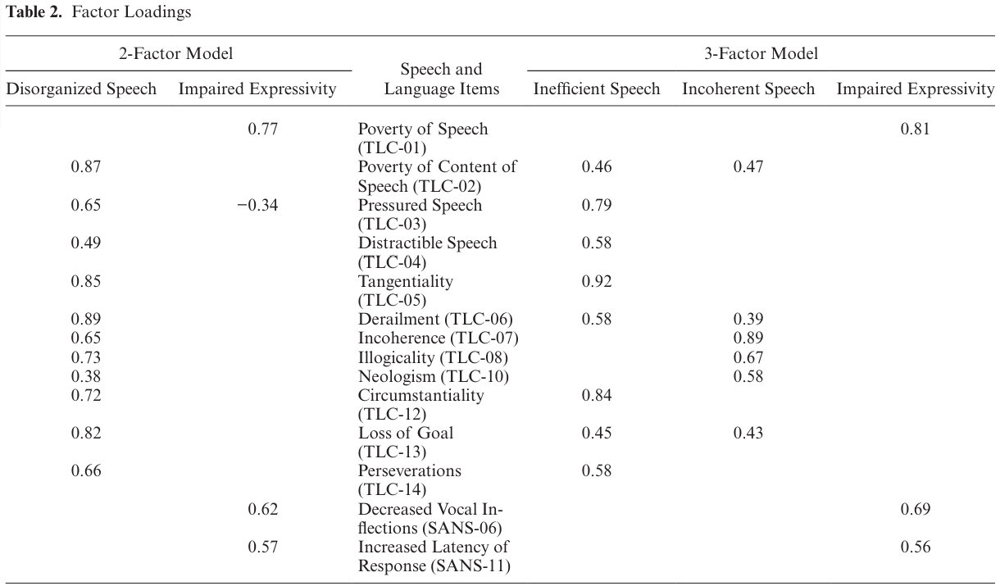 Table 2. Factor Loadings
2-Factor Model Speech and Language Items 3-Factor Model
Disorganized Speech Impaired Expressivity Inefficient Speech Incoherent Speech Impaired Expressivity
0.77 Poverty of Speech 0.81
(TLC-01)
0.87 Poverty of Content of 0.46 0.47
Speech (TLC-02)
0.65 −0.34 Pressured Speech 0.79
(TLC-03)
0.49 Distractible Speech 0.58
(TLC-04)
0.85 Tangentiality 0.92
(TLC-05)
0.89 Derailment (TLC-06) 0.58 0.39
0.65 Incoherence (TLC-07) 0.89
0.73 Illogicality (TLC-08) 0.67
0.38 Neologism (TLC-10) 0.58
0.72 Circumstantiality 0.84
(TLC-12)
0.82 Loss of Goal 0.45 0.43
(TLC-13)
0.66 Perseverations 0.58
(TLC-14)
0.62 Decreased Vocal In- 0.69
flections (SANS-06)
0.57 Increased Latency of 0.56
Response (SANS-11)